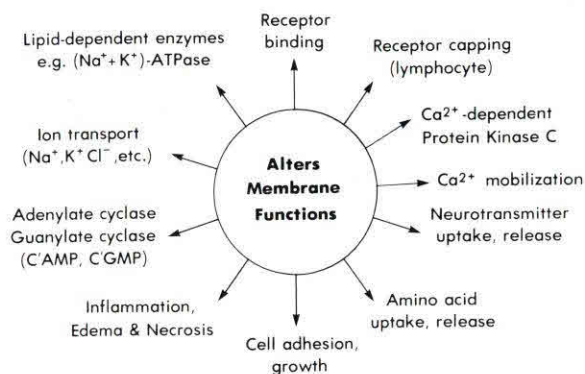 Receptor
binding
Receptor capping
(lymphocyte)
Ca²⁺-dependent
Protein Kinase C
Ca²⁺ mobilization
Neurotransmitter
uptake, release
Amino acid
uptake, release
Cell adhesion,
growth
Inflammation,
Edema & Necrosis
Adenylate cyclase
Guanylate cyclase
(C'AMP, C'GMP)
Ion transport
(Na⁺,K⁺Cl⁻,etc.)
Lipid-dependent enzymes
e.g. (Na⁺+ K⁺)-ATPase
Alters
Membrane
Functions